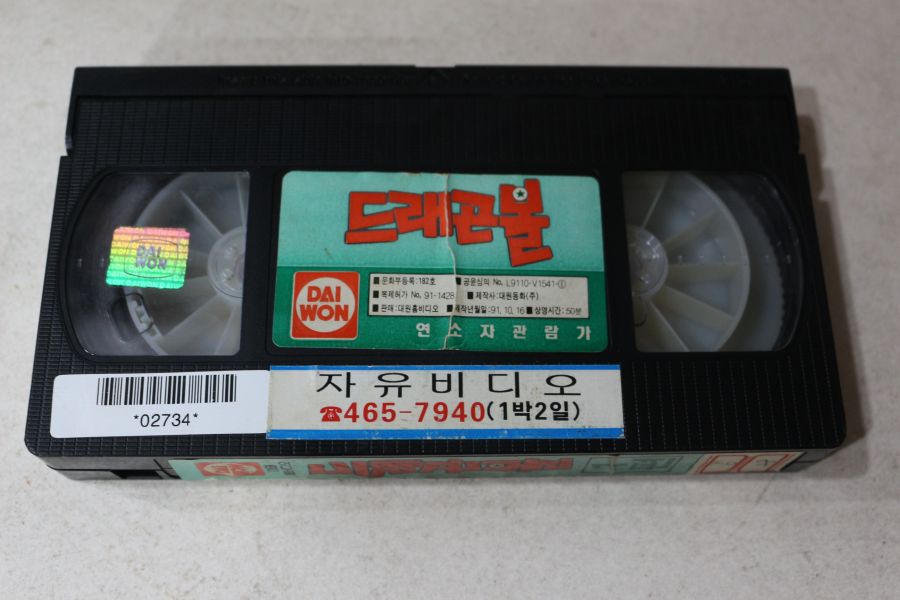 드래곤볼
DAI WON
DAI
WON
■문화부등록:182호 ■공윤심의 No. L9110-V1541-①
■복제허가 No. 91-1428 ■제작사:대원동화(주)
■판매:대원홈비디오 ■제작년월일:91. 10. 16 ■상영시간:50분
연소자관람가
*02734*
자유비디오
☎465-7940(1박2일)